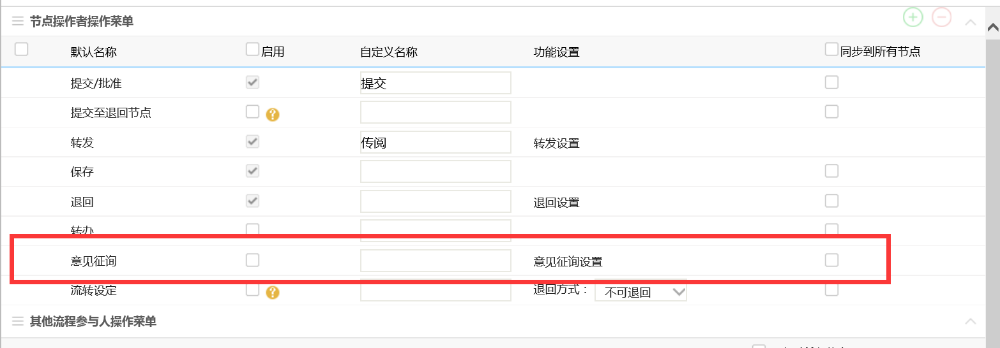 节点操作者操作菜单
默认名称 启用 自定义名称 功能设置 同步到所有节点
提交/批准 提交
提交至退回节点 ?
转发 传阅 转发设置
保存
退回 退回设置
转办
意见征询 意见征询设置
流转设定 ? 退回方式： 不可退回
其他流程参与人操作菜单